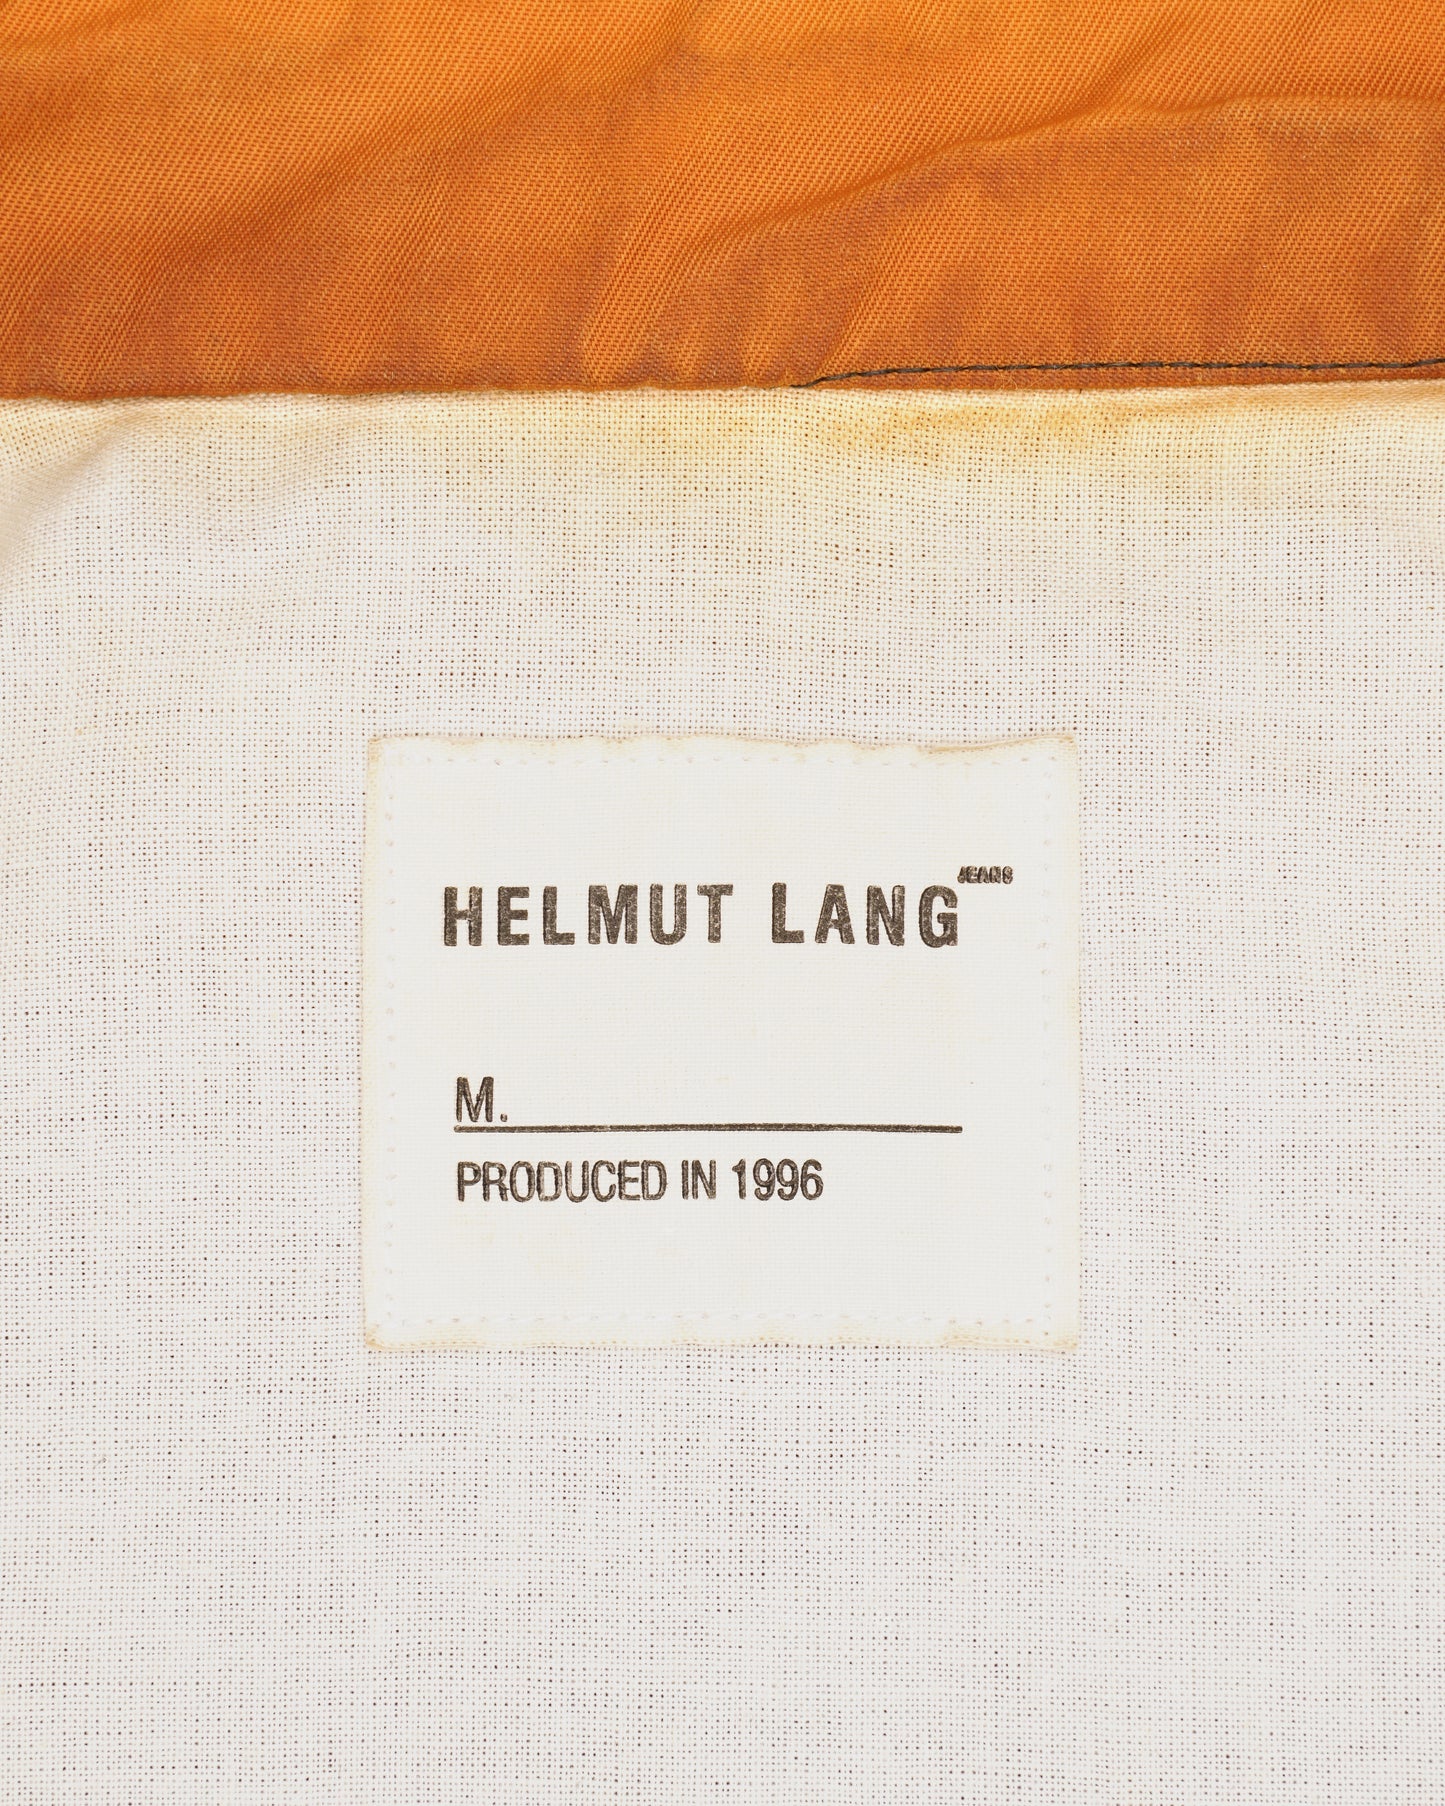 HELMUT LANG JEANS
M.
PRODUCED IN 1996